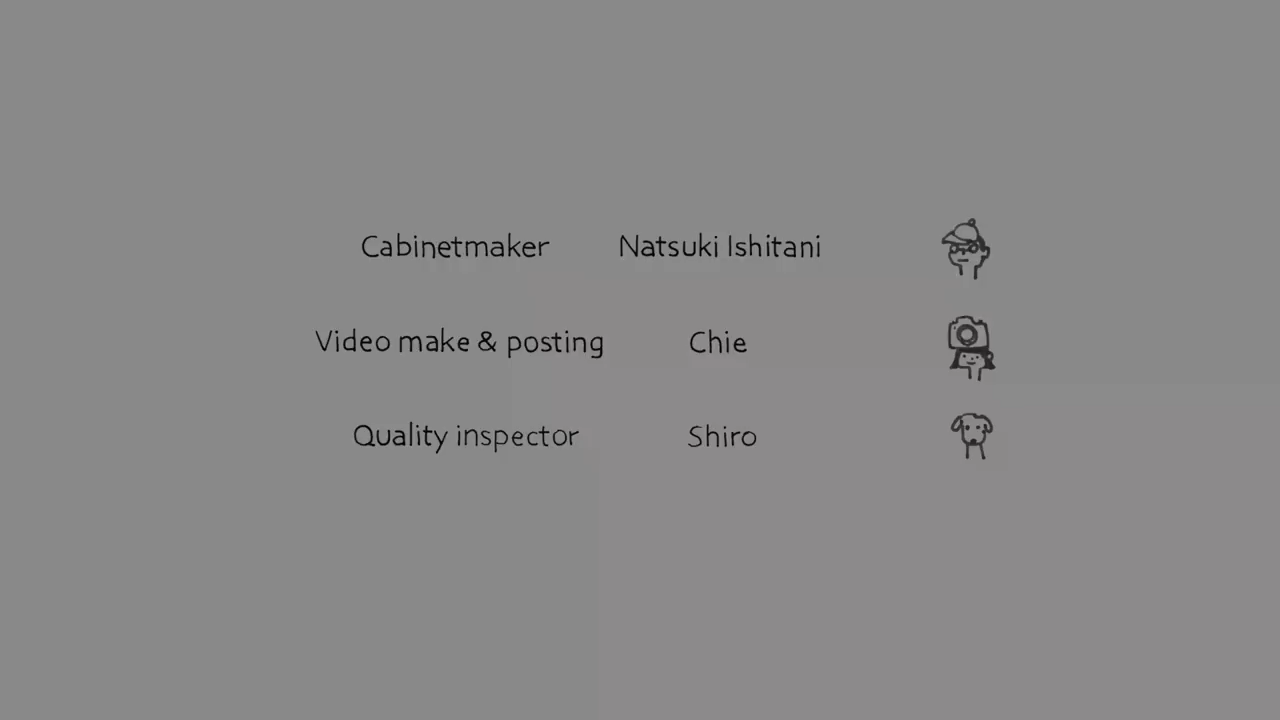 Cabinetmaker Natsuki Ishitani
Video make & posting Chie
Quality inspector Shiro